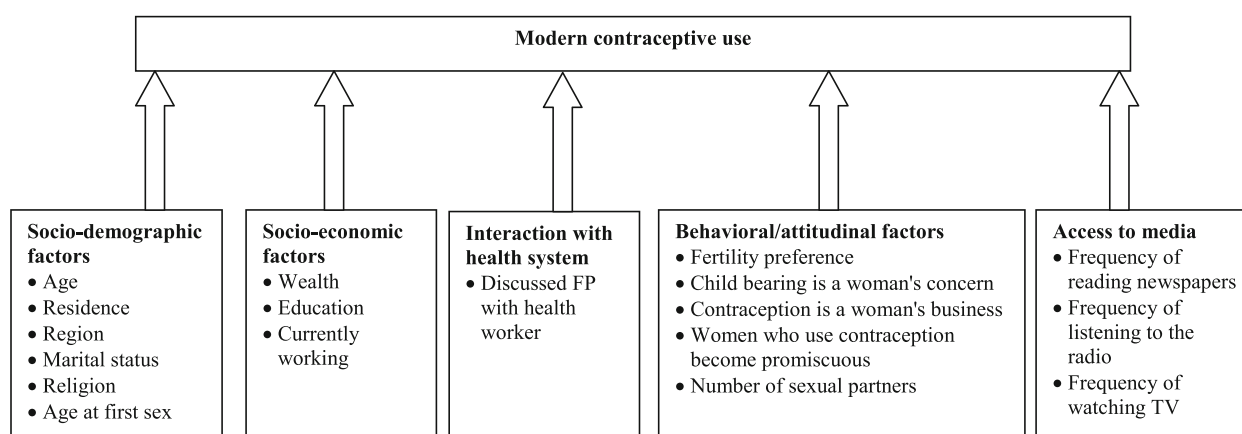 Modern contraceptive use
Socio-demographic
factors
• Age
• Residence
• Region
• Marital status
• Religion
• Age at first sex
Socio-economic
factors
• Wealth
• Education
• Currently
working
Interaction with
health system
• Discussed FP
with health
worker
Behavioral/attitudinal factors
• Fertility preference
• Child bearing is a woman's concern
• Contraception is a woman's business
• Women who use contraception
become promiscuous
• Number of sexual partners
Access to media
• Frequency of
reading newspapers
• Frequency of
listening to the
radio
• Frequency of
watching TV